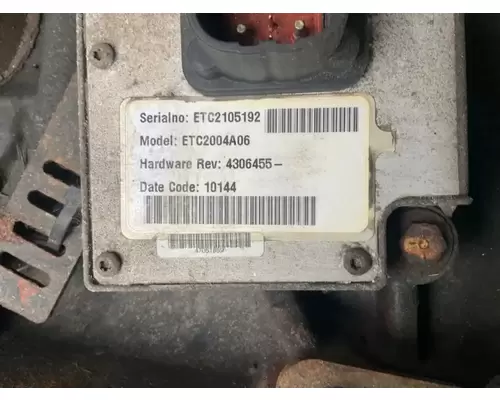 Serialno: ETC2105192
Model: ETC2004A06
Hardware Rev: 4306455-
Date Code: 10144